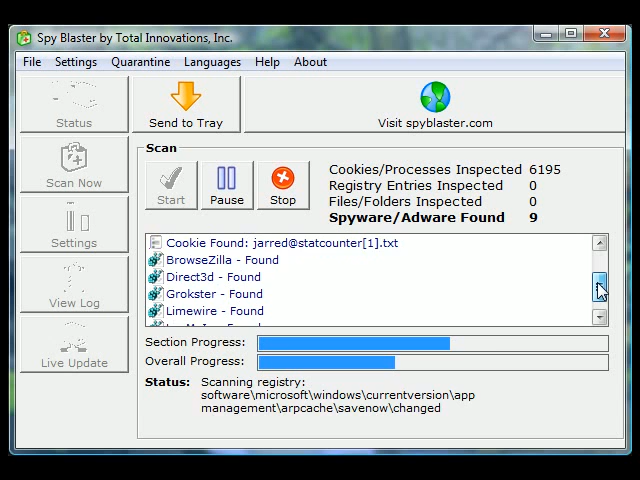 Spy Blaster by Total Innovations, Inc.
File Settings Quarantine Languages Help About
Status
Send to Tray
Visit spyblaster.com
Scan Now
Settings
View Log
Live Update
Scan
Start
Pause
Stop
Cookies/Processes Inspected 6195
Registry Entries Inspected 0
Files/Folders Inspected 0
Spyware/Adware Found 9
Cookie Found: jarred@statcounter[1].txt
BrowseZilla - Found
Direct3d - Found
Grokster - Found
Limewire - Found
Section Progress:
Overall Progress:
Status: Scanning registry:
software\microsoft\windows\currentversion\app
management\arpcache\savenow\changed